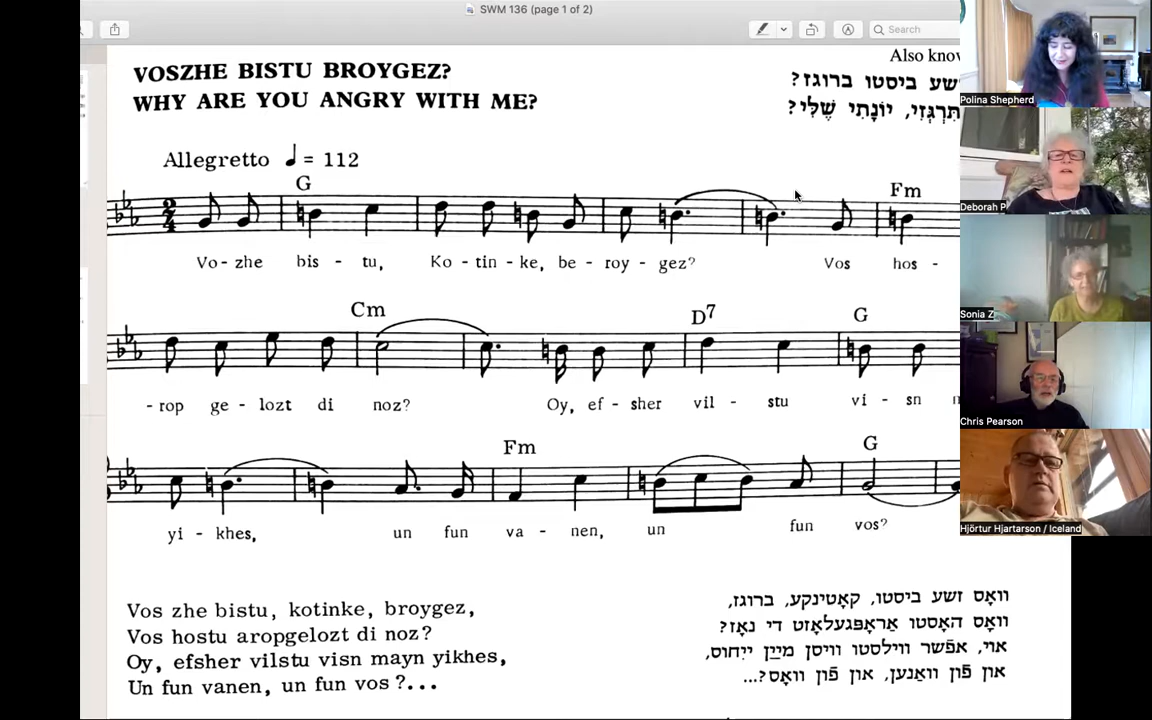 SWM 136 (page 1 of 2)
Search
VOSZHE BISTU BROYGEZ?
WHY ARE YOU ANGRY WITH ME?
Also
ביסטו ברוגז?
יוֹנָתִי שֶׁלִּי?
Allegretto ♩ = 112
G Fm
2
4
Vo - zhe bis - tu, Ko - tin - ke, be - roy - gez? Vos hos -
Cm D7 G
- rop ge - lozt di noz? Oy, ef - sher vil - stu vi - sn
Fm G
yi - khes, un fun va - nen, un fun vos?
Vos zhe bistu, kotinke, broygez,
Vos hostu aropgelozt di noz?
Oy, efsher vilstu visn mayn yikhes,
Un fun vanen, un fun vos?...
וואָס זשע ביסטו, קאָטינקע, ברוגז,
וואָס האָסטו אַראָפּגעלאָזט די נאָז?
אוי, אפֿשר ווילסטו וויסן מײַן ייִחוס,
און פֿון וואַנען, און פֿון וואָס?...
Polina Shepherd
Deborah P
Sonia Z
Chris Pearson
Hjörtur Hjartarson / Iceland